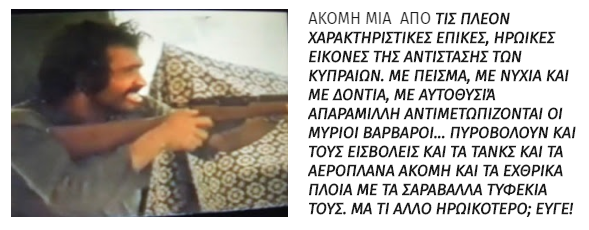 ΑΚΟΜΗ ΜΙΑ ΑΠΟ ΤΙΣ ΠΛΕΟΝ
ΧΑΡΑΚΤΗΡΙΣΤΙΚΕΣ ΕΠΙΚΕΣ, ΗΡΩΙΚΕΣ
ΕΙΚΟΝΕΣ ΤΗΣ ΑΝΤΙΣΤΑΣΗΣ ΤΩΝ
ΚΥΠΡΑΙΩΝ. ΜΕ ΠΕΙΣΜΑ, ΜΕ ΝΥΧΙΑ ΚΑΙ
ΜΕ ΔΟΝΤΙΑ, ΜΕ ΑΥΤΟΘΥΣΙΆ
ΑΠΑΡΑΜΙΛΛΗ ΑΝΤΙΜΕΤΩΠΙΖΟΝΤΑΙ ΟΙ
ΜΥΡΙΟΙ ΒΑΡΒΑΡΟΙ... ΠΥΡΟΒΟΛΟΥΝ ΚΑΙ
ΤΟΥΣ ΕΙΣΒΟΛΕΙΣ ΚΑΙ ΤΑ ΤΑΝΚΣ ΚΑΙ ΤΑ
ΑΕΡΟΠΛΑΝΑ ΑΚΟΜΗ ΚΑΙ ΤΑ ΕΧΘΡΙΚΑ
ΠΛΟΙΑ ΜΕ ΤΑ ΣΑΡΑΒΑΛΛΑ ΤΥΦΕΚΙΑ
ΤΟΥΣ. ΜΑ ΤΙ ΑΛΛΟ ΗΡΩΙΚΟΤΕΡΟ; ΕΥΓΕ!